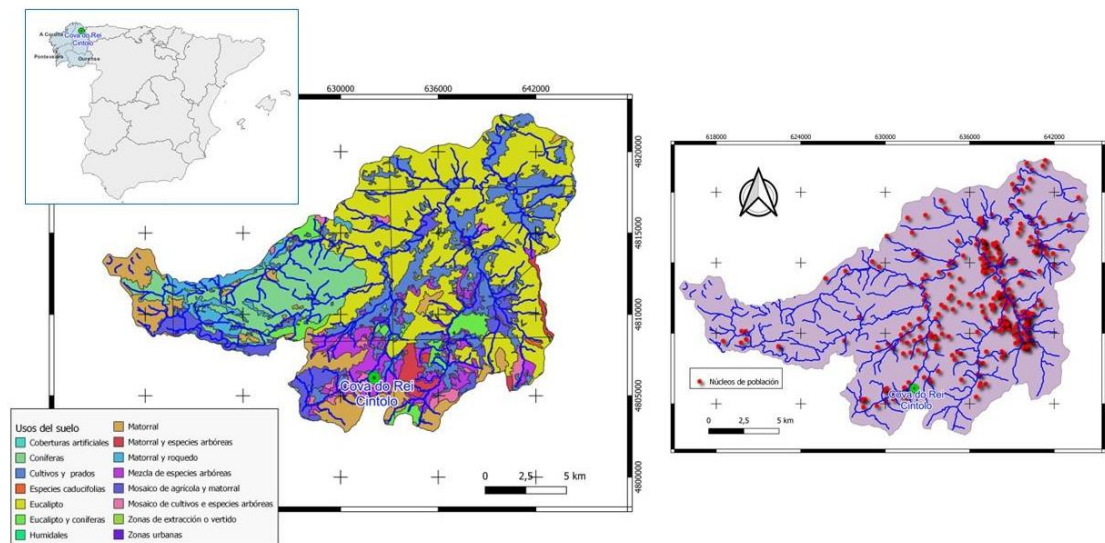 A Coruña
Cova do Rei
Cintolo
Pontevedra
Ourense
630000
636000
642000
4820000
4815000
4810000
4805000
4800000
Cova do Rei
Cintolo
0
2,5
5 km
Usos del suelo
Coberturas artificiales
Coníferas
Cultivos y prados
Especies caducifolias
Eucalipto
Eucalipto y coníferas
Humidales
Matorral
Matorral y especies arbóreas
Matorral y roquedo
Mezcla de especies arbóreas
Mosaico de agrícola y matorral
Mosaico de cultivos e especies arbóreas
Zonas de extracción o vertido
Zonas urbanas
618000
624000
630000
636000
642000
Núcleos de población
Cova do Rei
Cintolo
0
2,5
5 km